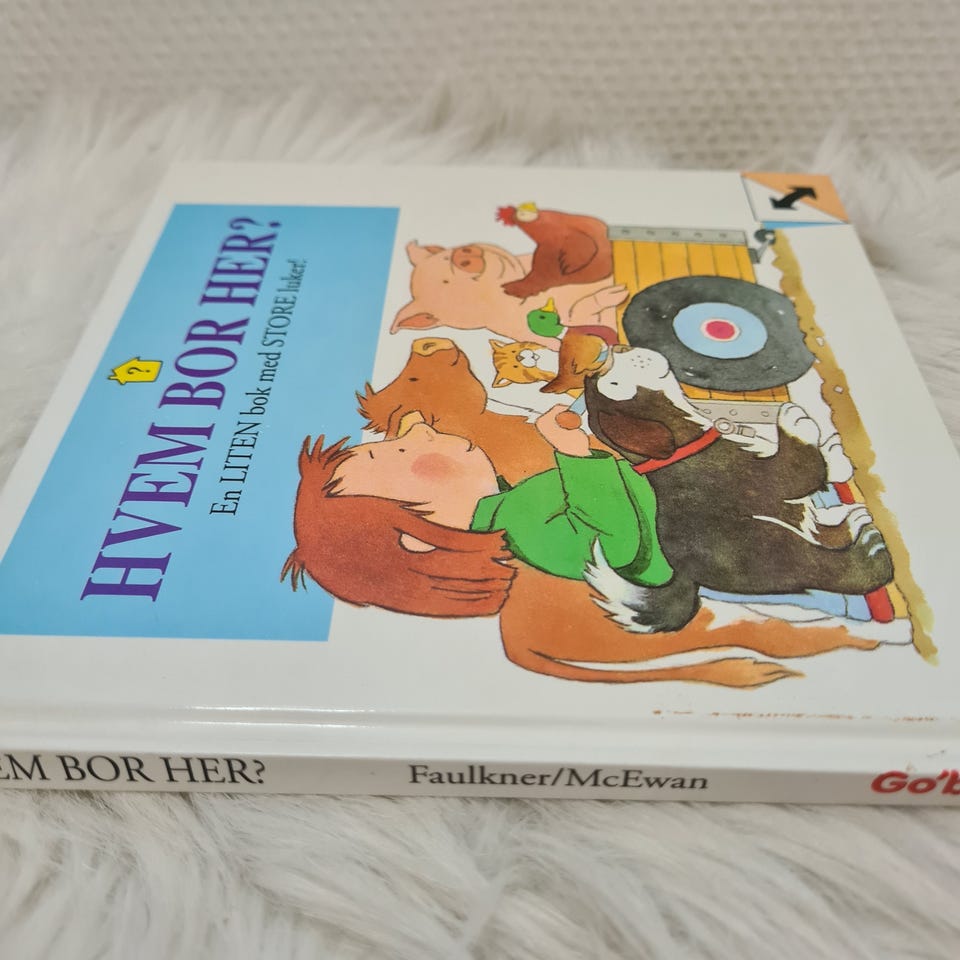 HVEM BOR HER?
?
En LITEN bok med STORE luker!
EM BOR HER?
Faulkner/McEwan
Go'b